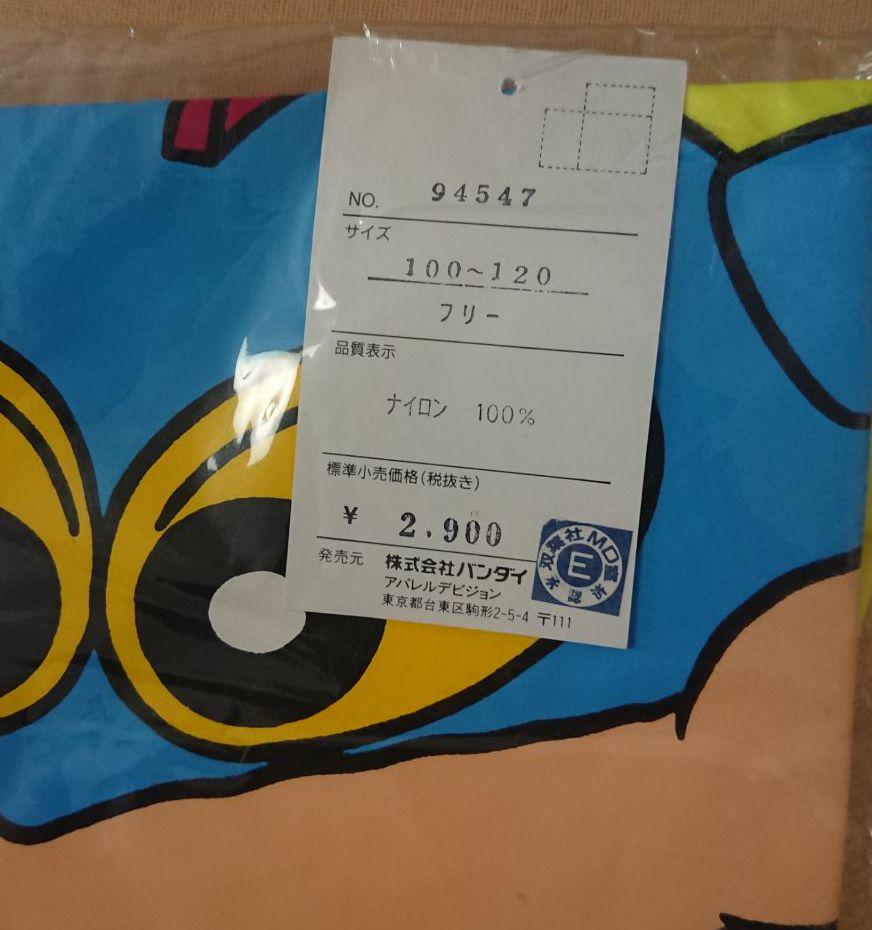 NO. 94547
サイズ
100~120
フリー
品質表示
ナイロン 100%
標準小売価格(税抜き)
¥ 2.900
発売元 株式会社バンダイ
アパレルデビジョン
東京都台東区駒形2-5-4 〒111
双葉社MD
E
承認